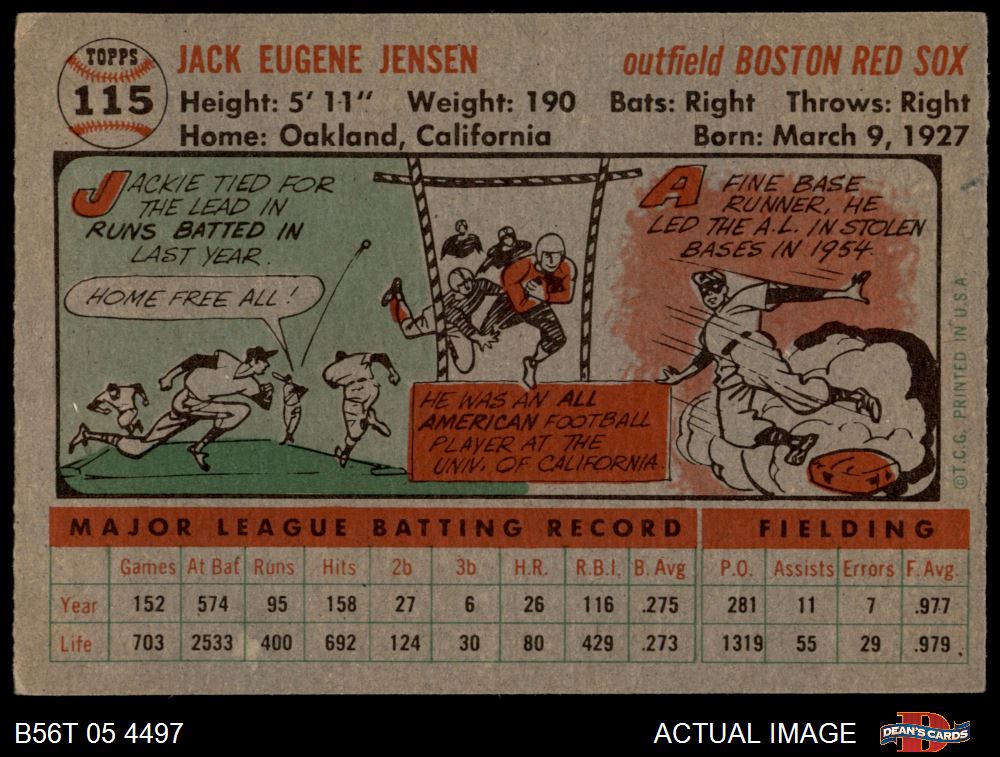 TOPPS
115
JACK EUGENE JENSEN
outfield BOSTON RED SOX
Height: 5' 11" Weight: 190 Bats: Right Throws: Right
Home: Oakland, California Born: March 9, 1927
JACKIE TIED FOR
THE LEAD IN
RUNS BATTED IN
LAST YEAR.
HOME FREE ALL!
HE WAS AN ALL
AMERICAN FOOTBALL
PLAYER AT THE
UNIV. OF CALIFORNIA.
A FINE BASE
RUNNER, HE
LED THE A.L. IN STOLEN
BASES IN 1954.
©T.C.G. PRINTED IN U.S.A.
MAJOR LEAGUE BATTING RECORD FIELDING
Games At Bat Runs Hits 2b 3b H.R. R.B.I. B. Avg P.O. Assists Errors F. Avg.
Year 152 574 95 158 27 6 26 116 .275 281 11 7 .977
Life 703 2533 400 692 124 30 80 429 .273 1319 55 29 .979
B56T 05 4497
ACTUAL IMAGE
D
DEAN'S CARDS